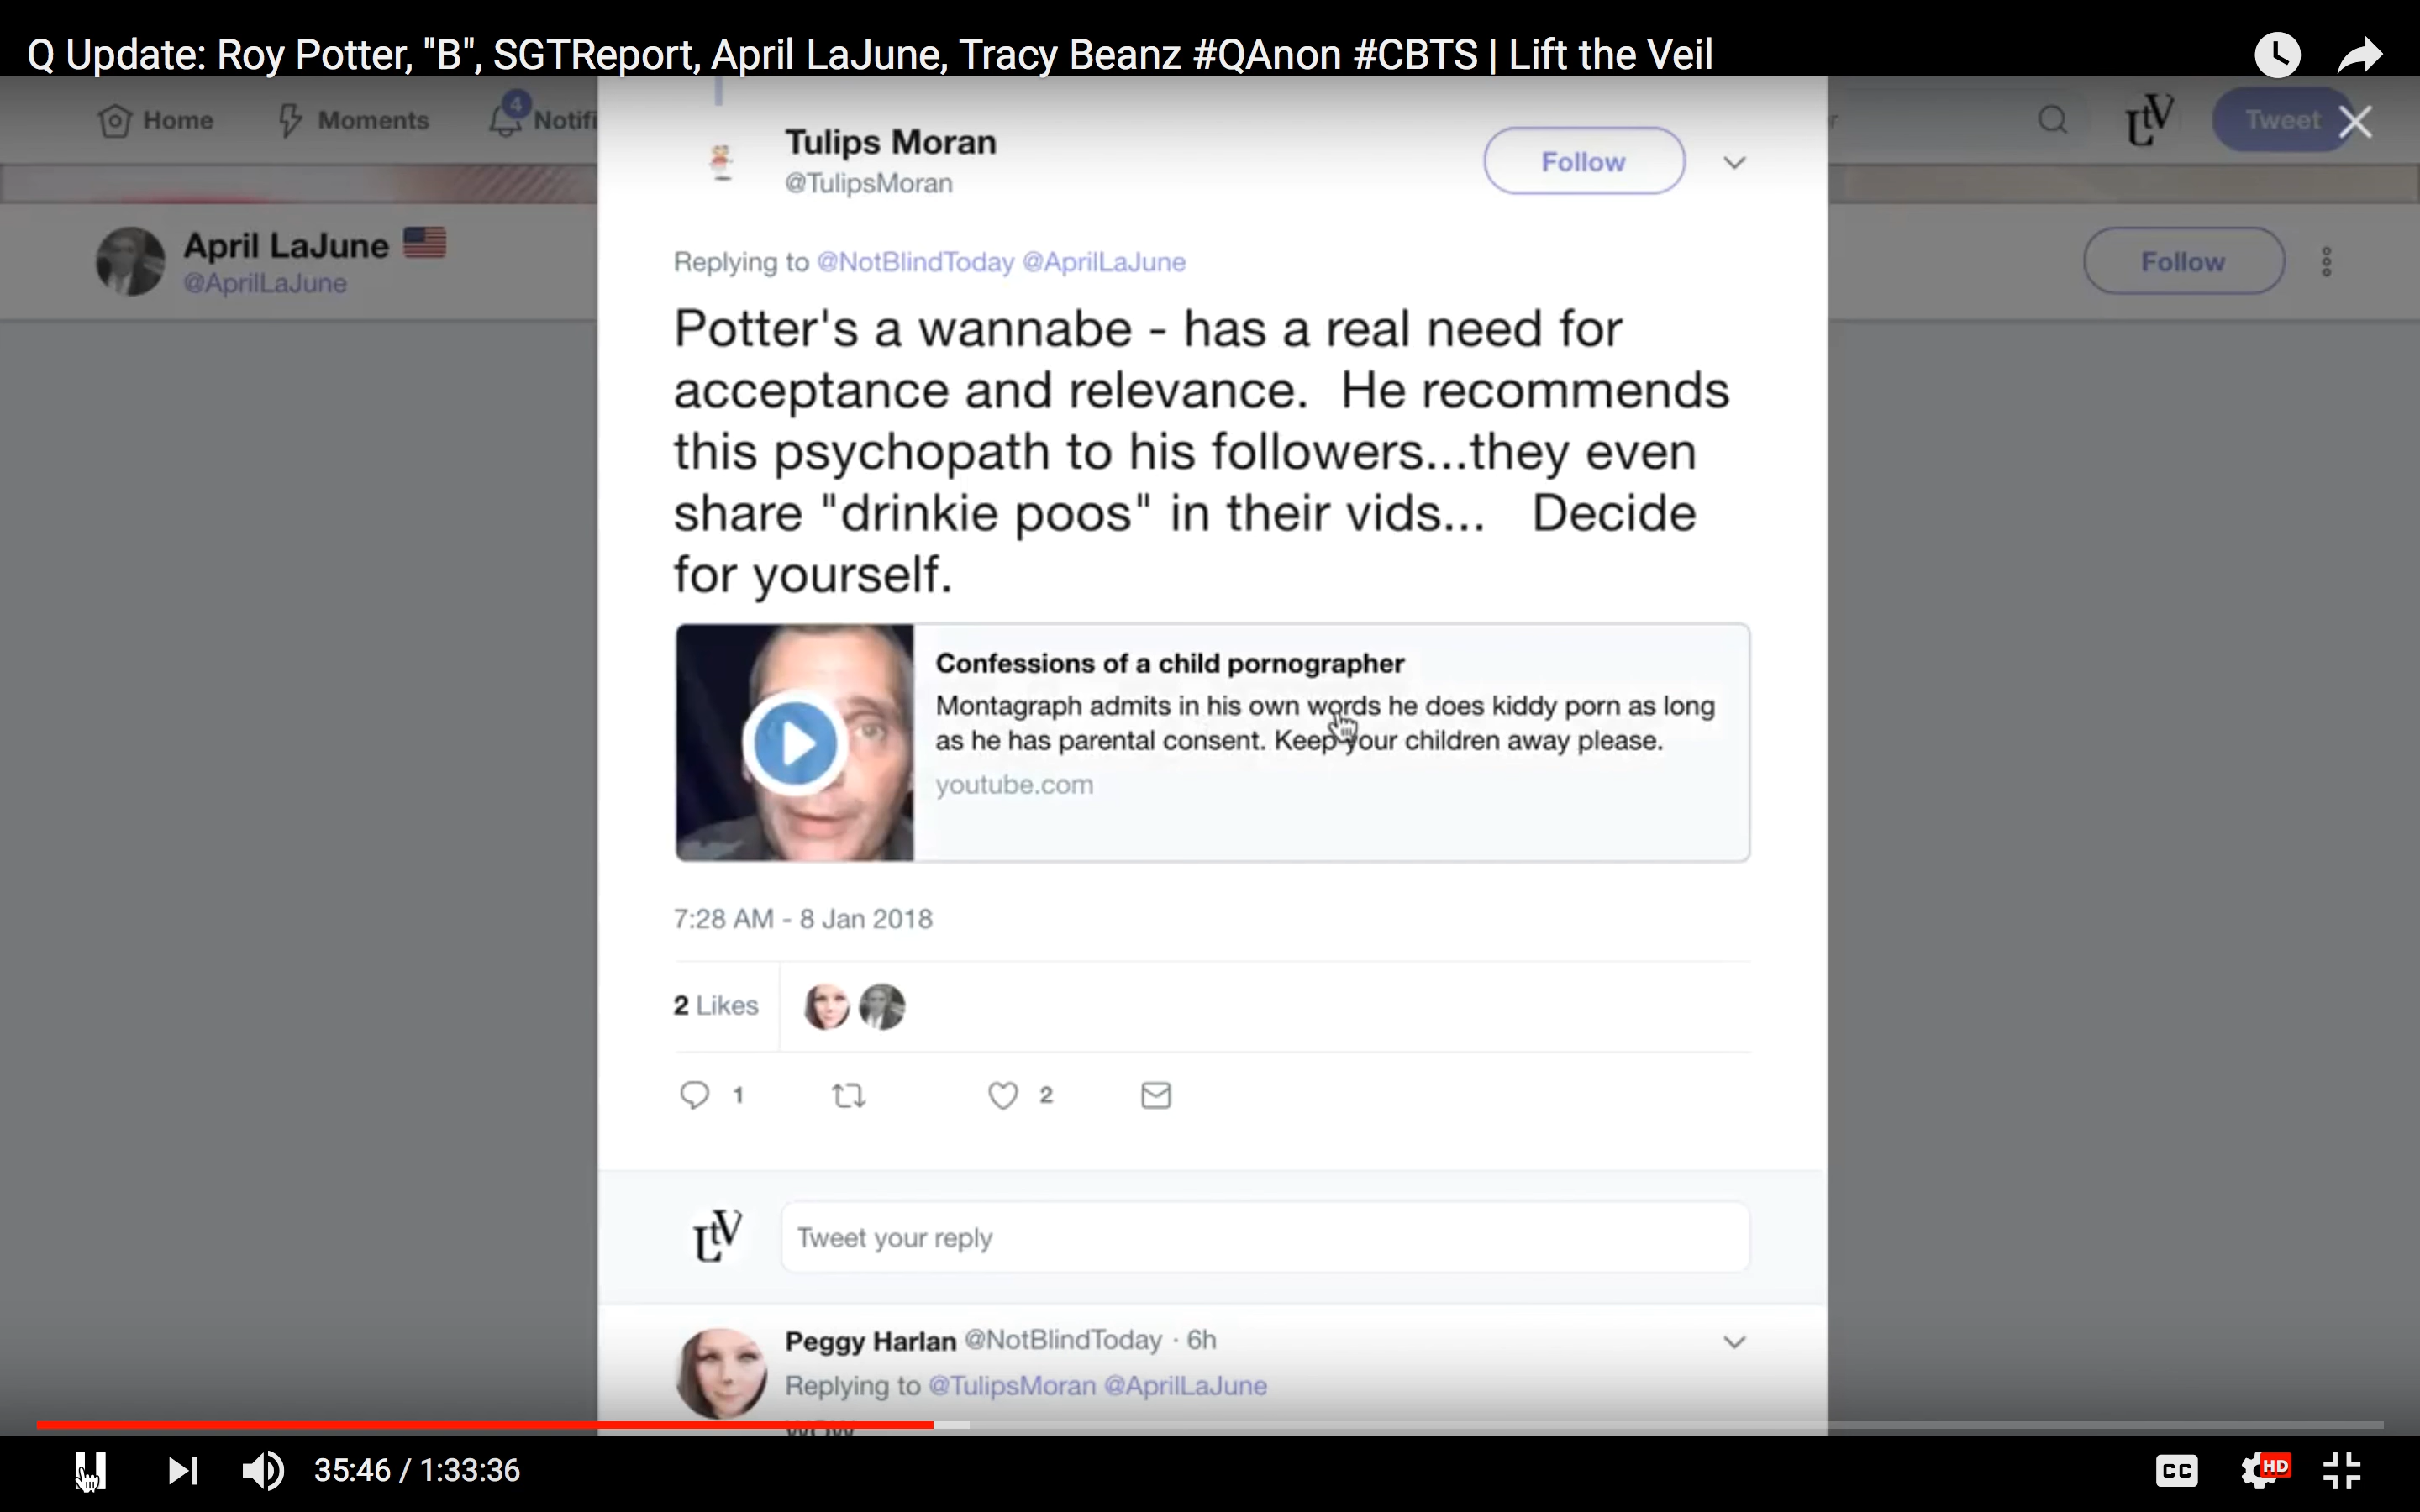 Q Update: Roy Potter, "B", SGTReport, April LaJune, Tracy Beanz #QAnon #CBTS | Lift the Veil
Home
Moments
4
Notifi
r
LtV
Tweet
April LaJune
@AprilLaJune
Follow
Tulips Moran
@TulipsMoran
Follow
Replying to @NotBlindToday @AprilLaJune
Potter's a wannabe - has a real need for
acceptance and relevance. He recommends
this psychopath to his followers...they even
share "drinkie poos" in their vids... Decide
for yourself.
Confessions of a child pornographer
Montagraph admits in his own words he does kiddy porn as long
as he has parental consent. Keep your children away please.
youtube.com
7:28 AM - 8 Jan 2018
2 Likes
1
2
LtV
Tweet your reply
Peggy Harlan @NotBlindToday · 6h
Replying to @TulipsMoran @AprilLaJune
wow
35:46 / 1:33:36
CC
HD